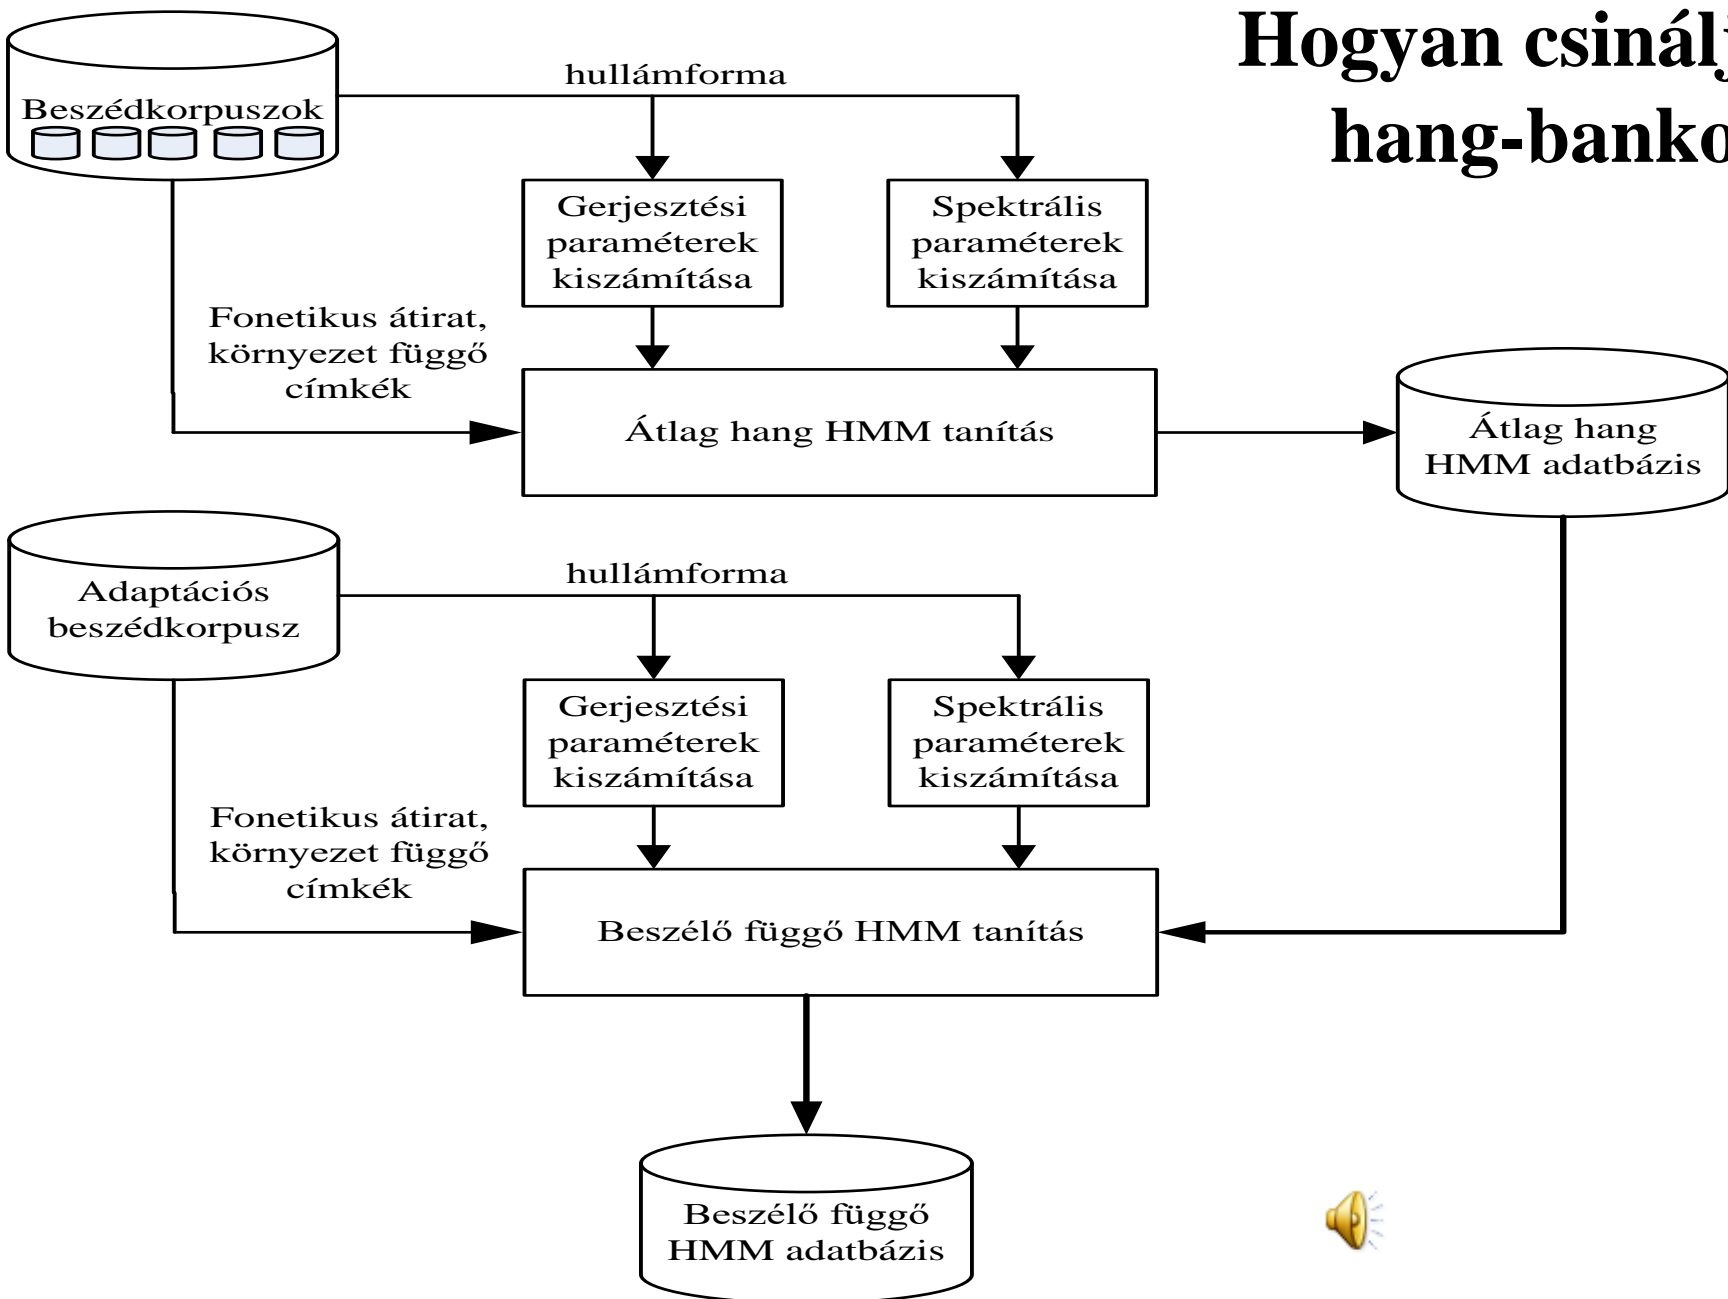 Hogyan csinálj
hang-banko
hullámforma
Beszédkorpuszok
Gerjesztési
paraméterek
kiszámítása
Spektrális
paraméterek
kiszámítása
Fonetikus átirat,
környezet függő
címkék
Átlag hang HMM tanítás
Átlag hang
HMM adatbázis
Adaptációs
beszédkorpusz
hullámforma
Gerjesztési
paraméterek
kiszámítása
Spektrális
paraméterek
kiszámítása
Fonetikus átirat,
környezet függő
címkék
Beszélő függő HMM tanítás
Beszélő függő
HMM adatbázis